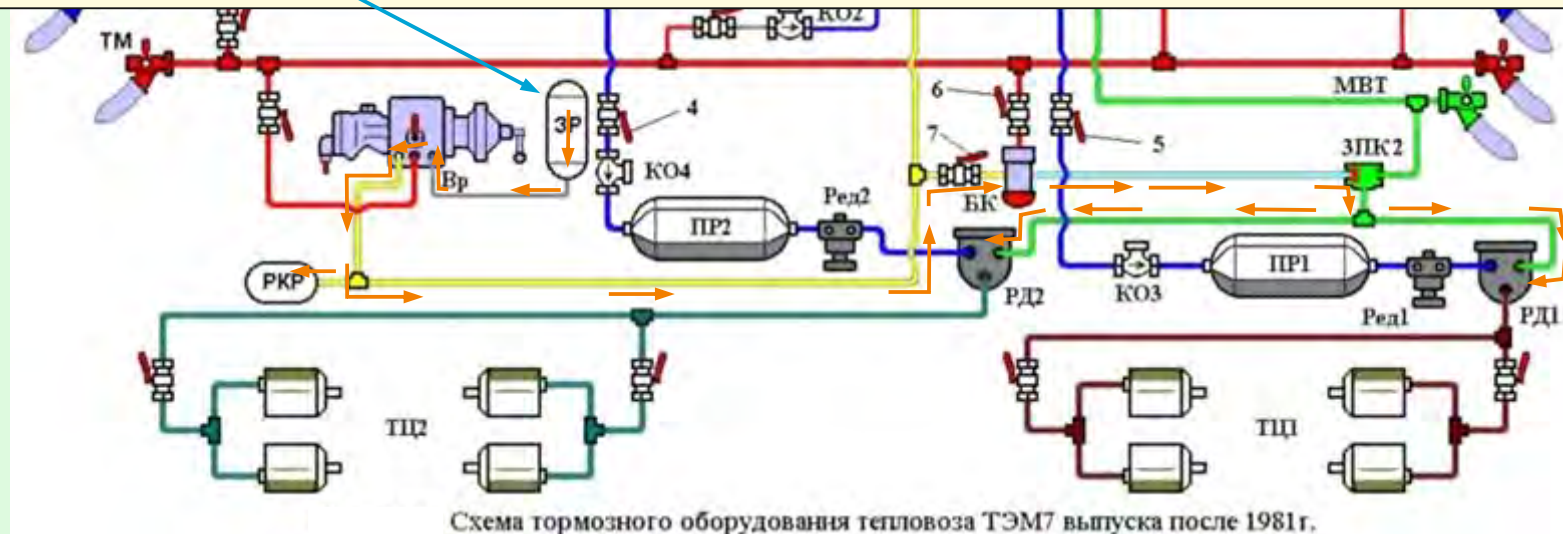 КО2
ТМ
МВТ
6
4
ЗР
7
5
ЗПК2
КО4
Вр
Ред2
БК
ПР2
ПР1
РКР
РД2
КО3
Ред1
РД1
ТЦ2
ТЦ1
Схема тормозного оборудования тепловоза ТЭМ7 выпуска после 1981г.